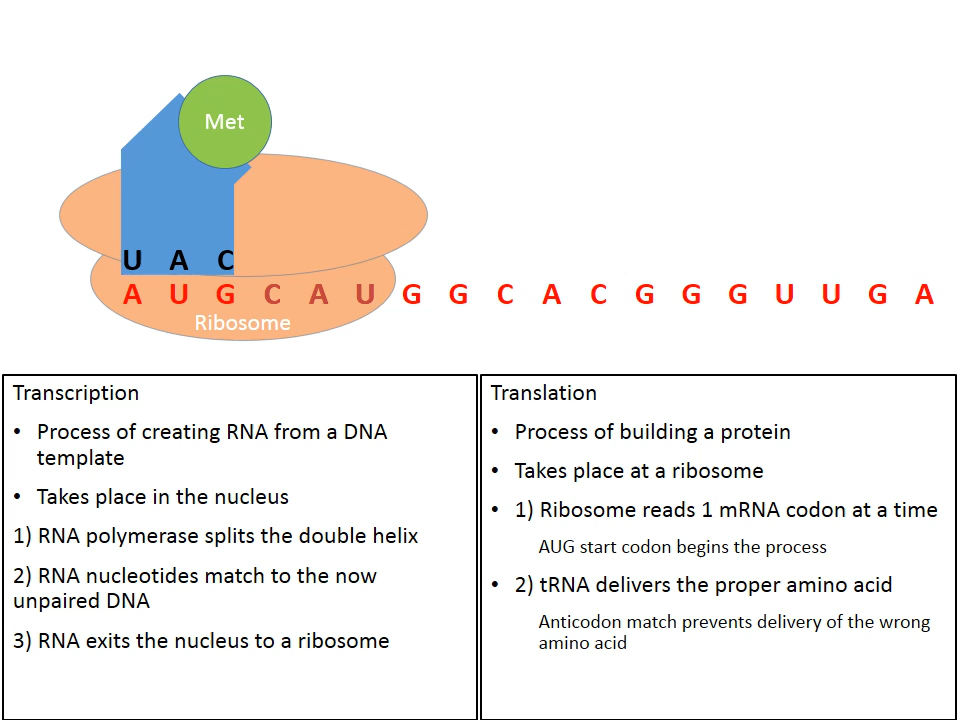 Met
U A C
A U G C A U G G C A C G G G U U G A
Ribosome
Transcription
• Process of creating RNA from a DNA
template
• Takes place in the nucleus
1) RNA polymerase splits the double helix
2) RNA nucleotides match to the now
unpaired DNA
3) RNA exits the nucleus to a ribosome
Translation
• Process of building a protein
• Takes place at a ribosome
• 1) Ribosome reads 1 mRNA codon at a time
AUG start codon begins the process
• 2) tRNA delivers the proper amino acid
Anticodon match prevents delivery of the wrong
amino acid